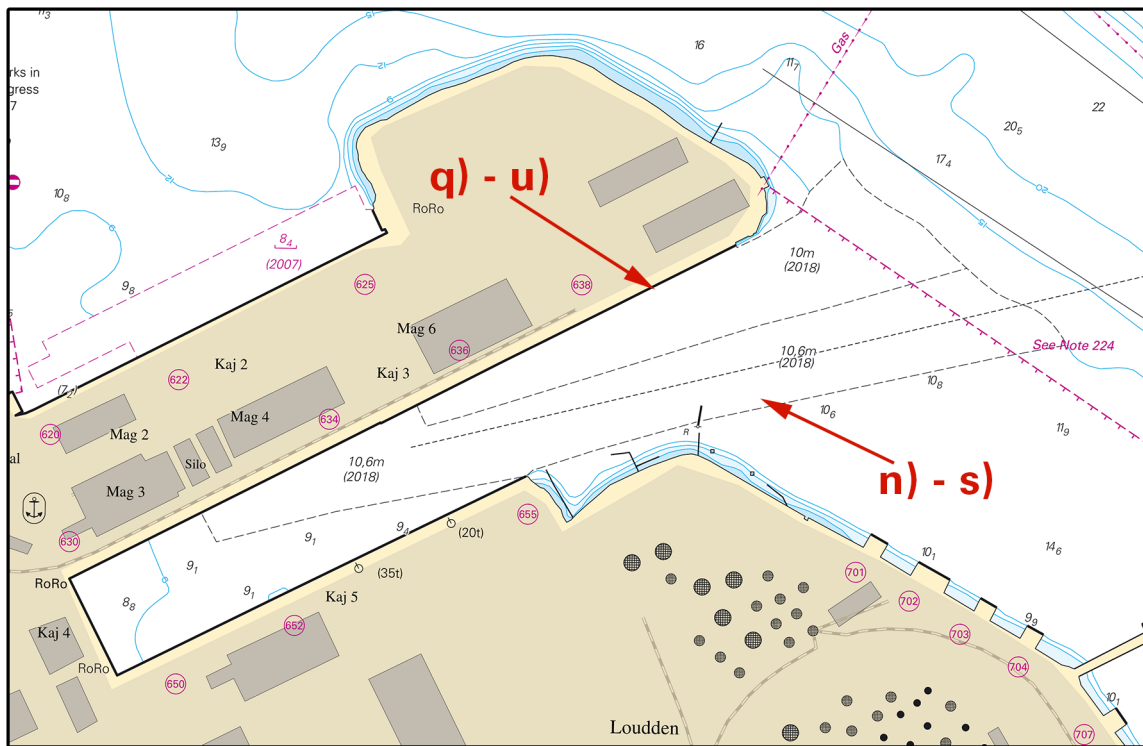 11₃
16
Gas
11₇
rks in
gress
7
22
20₅
13₉
17₄
10₈
q) - u)
RoRo
8₄
(2007)
10m
(2018)
625
638
9₈
Mag 6
See Note 224
636
10,6m
(2018)
Kaj 2
Kaj 3
622
10₈
(7₂)
Mag 4
634
10₆
620
Mag 2
11₉
al
Silo
10,6m
(2018)
n) - s)
R
Mag 3
655
9₄
(20t)
630
9₁
9₁
14₆
10₁
RoRo
(35t)
701
8₈
9₁
Kaj 5
702
9₉
Kaj 4
652
703
RoRo
704
650
10₁
Loudden
707